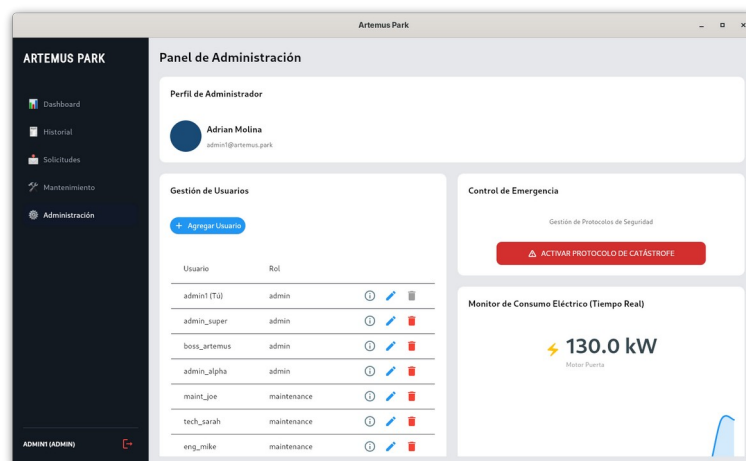 Artemus Park
ARTEMUS PARK
Dashboard
Historial
Solicitudes
Mantenimiento
Administración
ADMIN1 (ADMIN)
Panel de Administración
Perfil de Administrador
Adrian Molina
admin1@artemus.park
Gestión de Usuarios
+ Agregar Usuario
Usuario Rol
admin1 (Tú) admin
admin_super admin
boss_artemus admin
admin_alpha admin
maint_joe maintenance
tech_sarah maintenance
eng_mike maintenance
Control de Emergencia
Gestión de Protocolos de Seguridad
ACTIVAR PROTOCOLO DE CATÁSTROFE
Monitor de Consumo Eléctrico (Tiempo Real)
130.0 kW
Motor Puerta